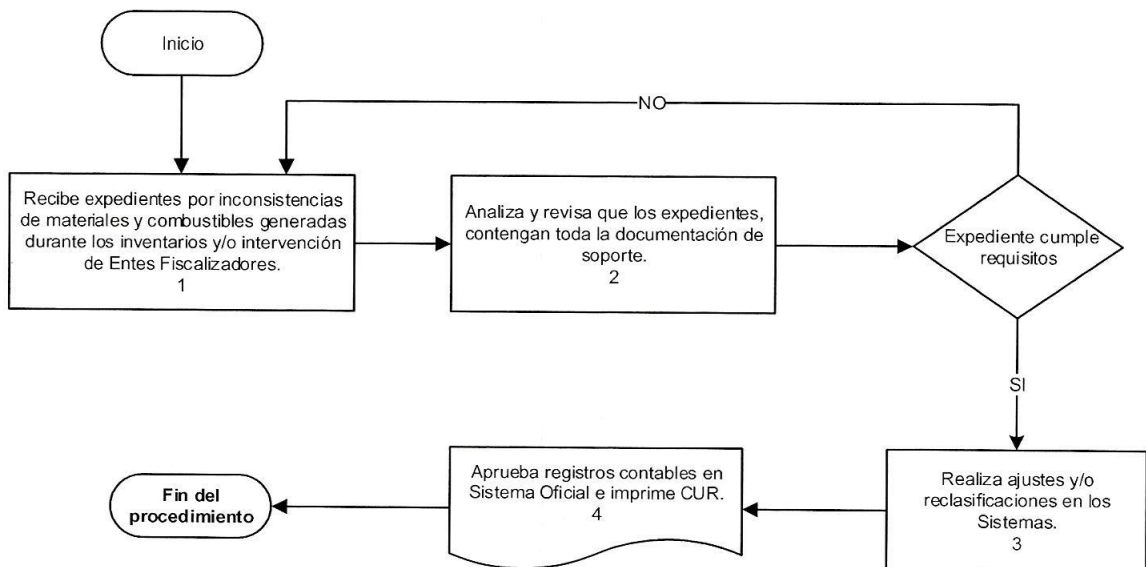 Inicio
NO
Recibe expedientes por inconsistencias
de materiales y combustibles generadas
durante los inventarios y/o intervención
de Entes Fiscalizadores.
1
Analiza y revisa que los expedientes,
contengan toda la documentación de
soporte.
2
Expediente cumple
requisitos
SI
Realiza ajustes y/o
reclasificaciones en los
Sistemas.
3
Aprueba registros contables en
Sistema Oficial e imprime CUR.
4
Fin del
procedimiento